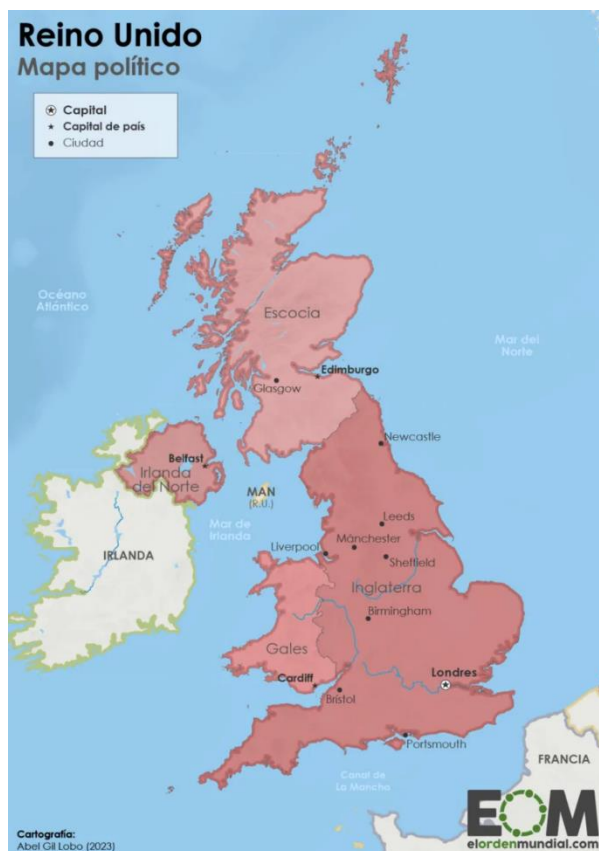 Reino Unido
Mapa político
Capital
Capital de país
Ciudad
Océano
Atlántico
Mar del
Norte
Escocia
Edimburgo
Glasgow
Newcastle
Belfast
Irlanda
del Norte
MAN
(R.U.)
Mar de
Irlanda
IRLANDA
Leeds
Mánchester
Liverpool
Sheffield
Inglaterra
Birmingham
Gales
Cardiff
Londres
Brístol
Portsmouth
FRANCIA
Canal de
La Mancha
EOM
elordenmundial.com
Cartografía:
Abel Gil Lobo (2023)